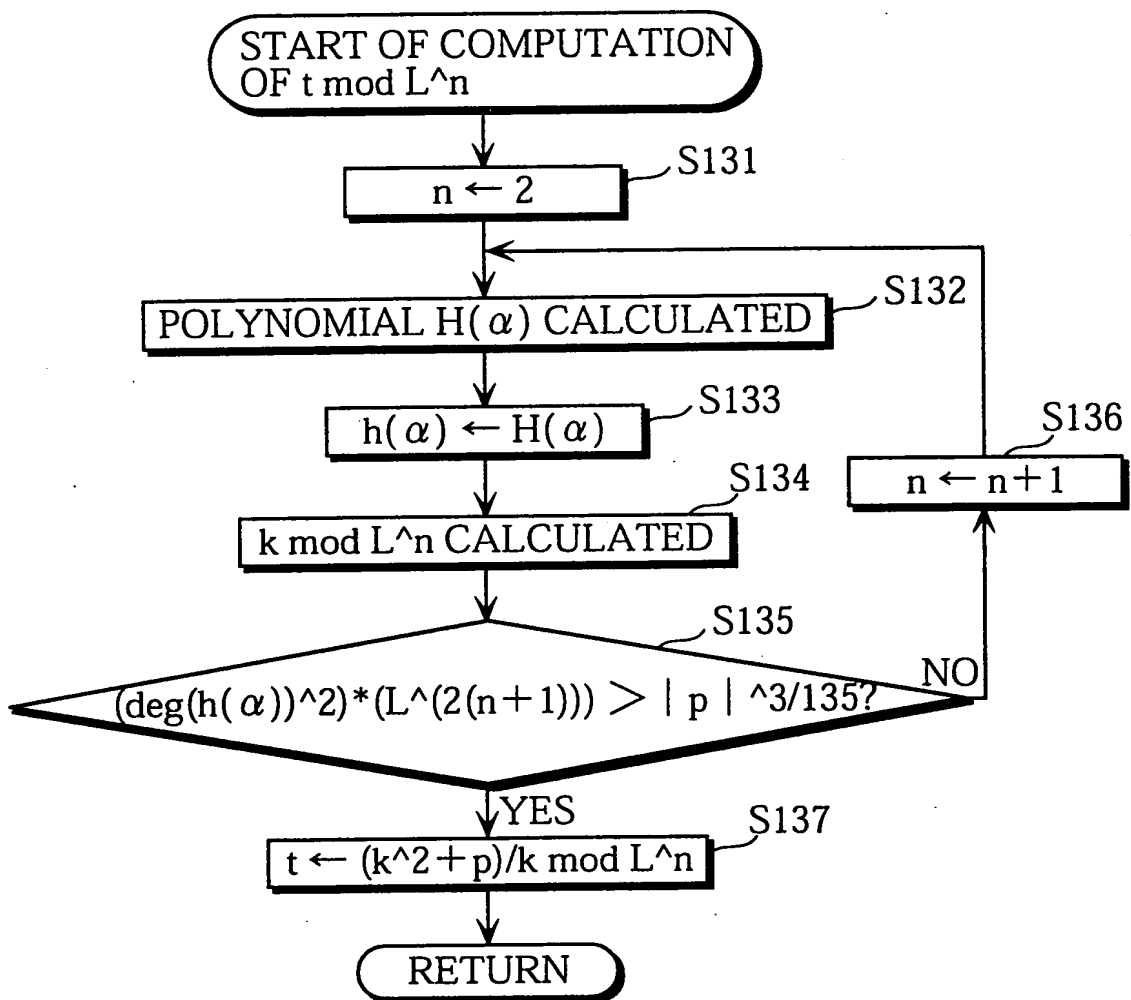 START OF COMPUTATION
OF t mod L^n
S131
n ← 2
S132
POLYNOMIAL H(α) CALCULATED
S133
h(α) ← H(α)
S136
n ← n+1
S134
k mod L^n CALCULATED
S135
(deg(h(α))^2)*(L^(2(n+1))) > | p | ^3/135?
NO
YES
S137
t ← (k^2+p)/k mod L^n
RETURN